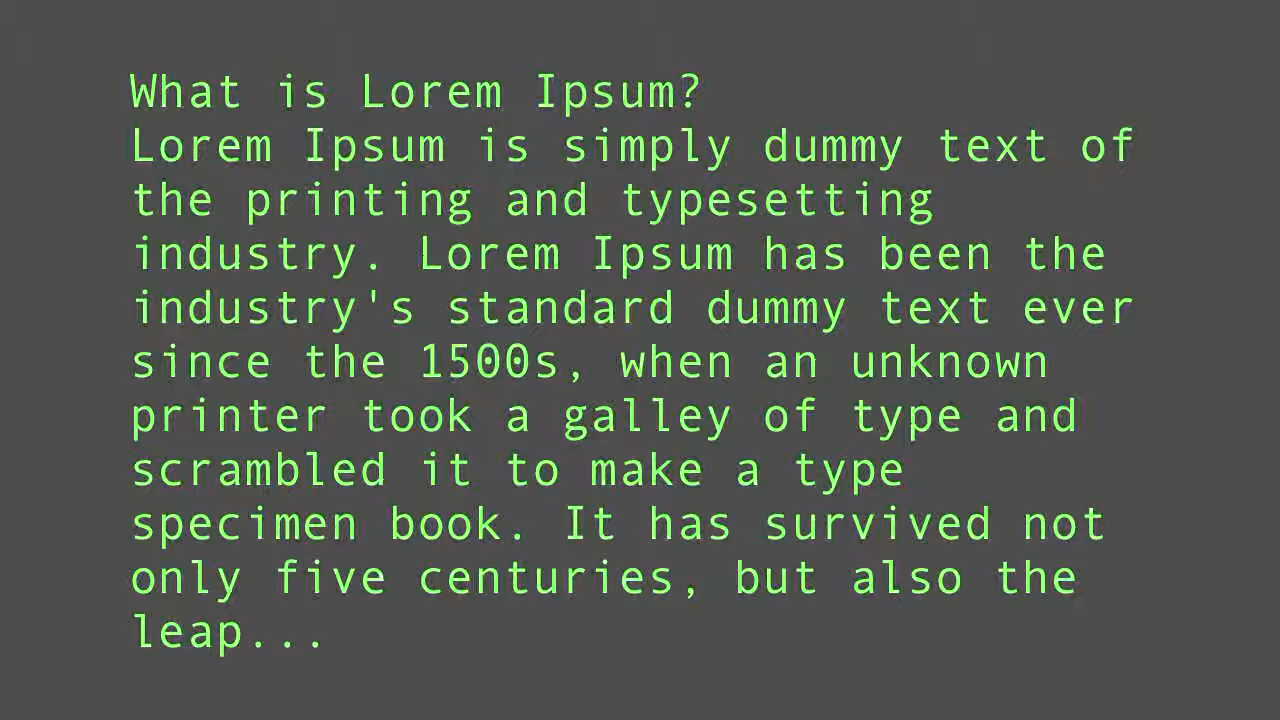 What is Lorem Ipsum?
Lorem Ipsum is simply dummy text of
the printing and typesetting
industry. Lorem Ipsum has been the
industry's standard dummy text ever
since the 1500s, when an unknown
printer took a galley of type and
scrambled it to make a type
specimen book. It has survived not
only five centuries, but also the
leap...